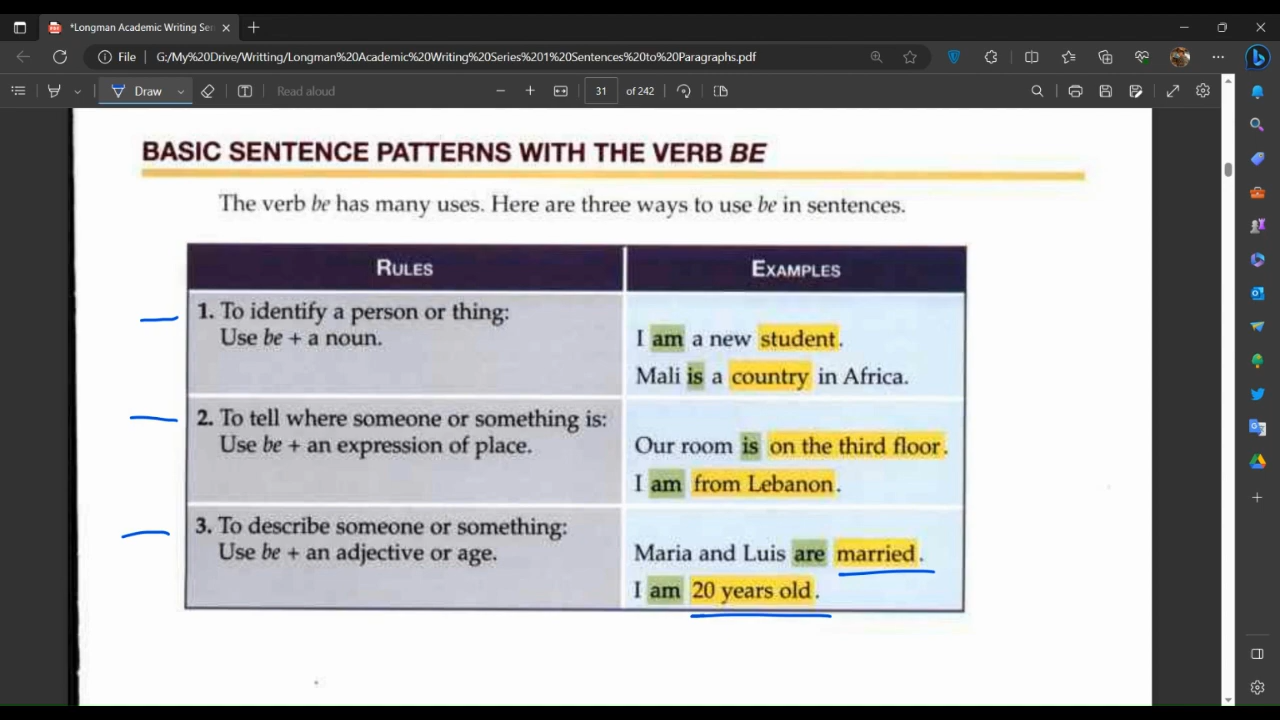 *Longman Academic Writing Ser
File
G:/My%20Drive/Writting/Longman%20Academic%20Writing%20Series%201%20Sentences%20to%20Paragraphs.pdf
Draw
Read aloud
31
of 242
BASIC SENTENCE PATTERNS WITH THE VERB BE
The verb be has many uses. Here are three ways to use be in sentences.
RULES
EXAMPLES
1. To identify a person or thing:
Use be + a noun.
I am a new student.
Mali is a country in Africa.
2. To tell where someone or something is:
Use be + an expression of place.
Our room is on the third floor.
I am from Lebanon.
3. To describe someone or something:
Use be + an adjective or age.
Maria and Luis are married.
I am 20 years old.